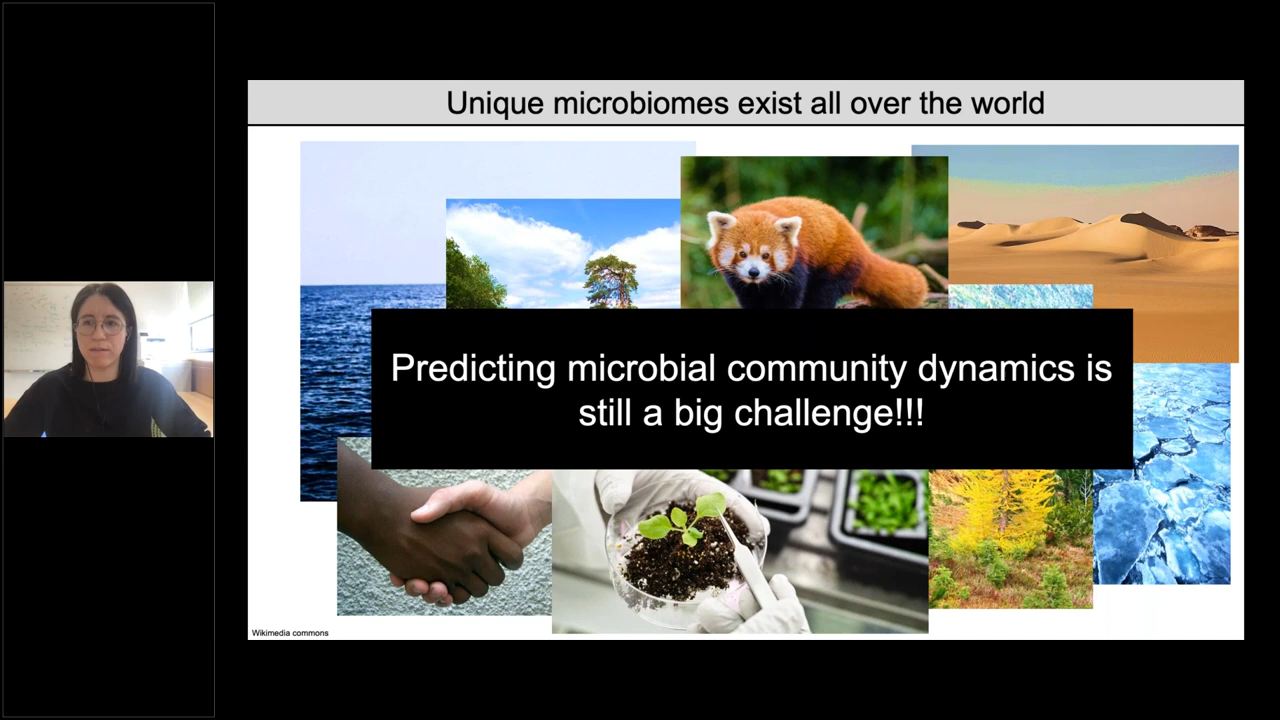 Unique microbiomes exist all over the world
Predicting microbial community dynamics is
still a big challenge!!!
Wikimedia commons